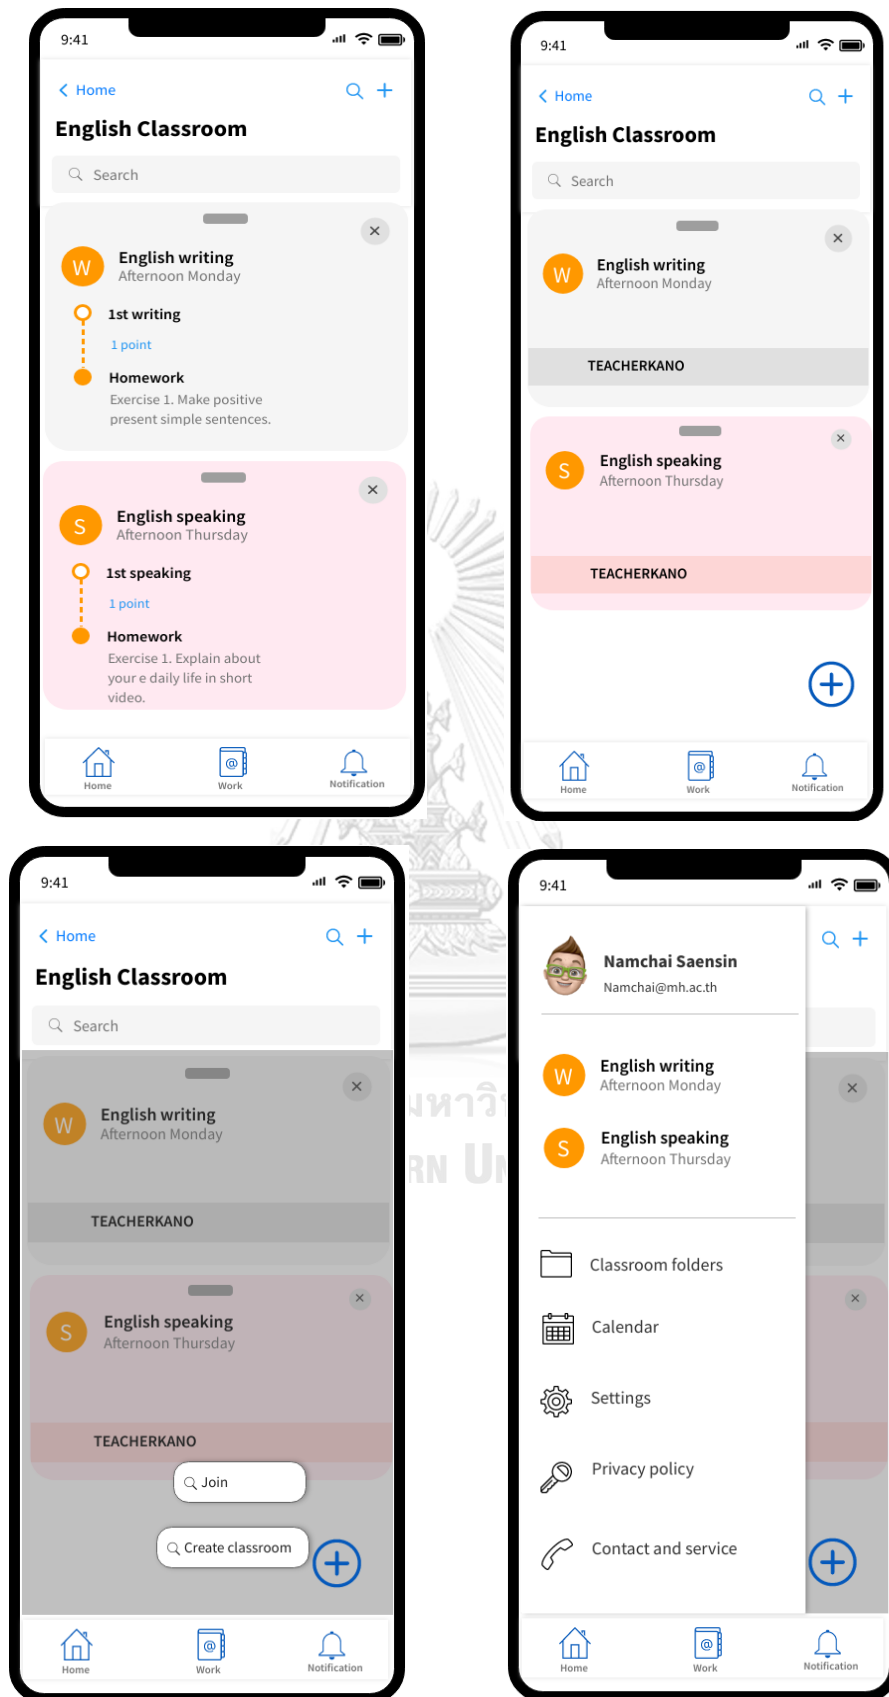 9:41
Home
English Classroom
Search
W
English writing
Afternoon Monday
1st writing
1 point
Homework
Exercise 1. Make positive
present simple sentences.
S
English speaking
Afternoon Thursday
1st speaking
1 point
Homework
Exercise 1. Explain about
your e daily life in short
video.
Home
Work
Notification
9:41
Home
English Classroom
Search
W
English writing
Afternoon Monday
TEACHERKANO
S
English speaking
Afternoon Thursday
TEACHERKANO
Home
Work
Notification
9:41
Home
English Classroom
Search
W
English writing
Afternoon Monday
TEACHERKANO
S
English speaking
Afternoon Thursday
TEACHERKANO
Join
Create classroom
Home
Work
Notification
9:41
Namchai Saensin
Namchai@mh.ac.th
W
English writing
Afternoon Monday
S
English speaking
Afternoon Thursday
Classroom folders
Calendar
Settings
Privacy policy
Contact and service
Home
Work
Notification